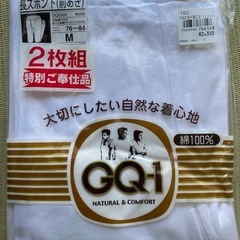 長ズボン下(前あき)
76~84
M
2枚組
特別ご奉仕品
大切にしたい自然な着心地
綿100%
GQ-1
NATURAL & COMFORT